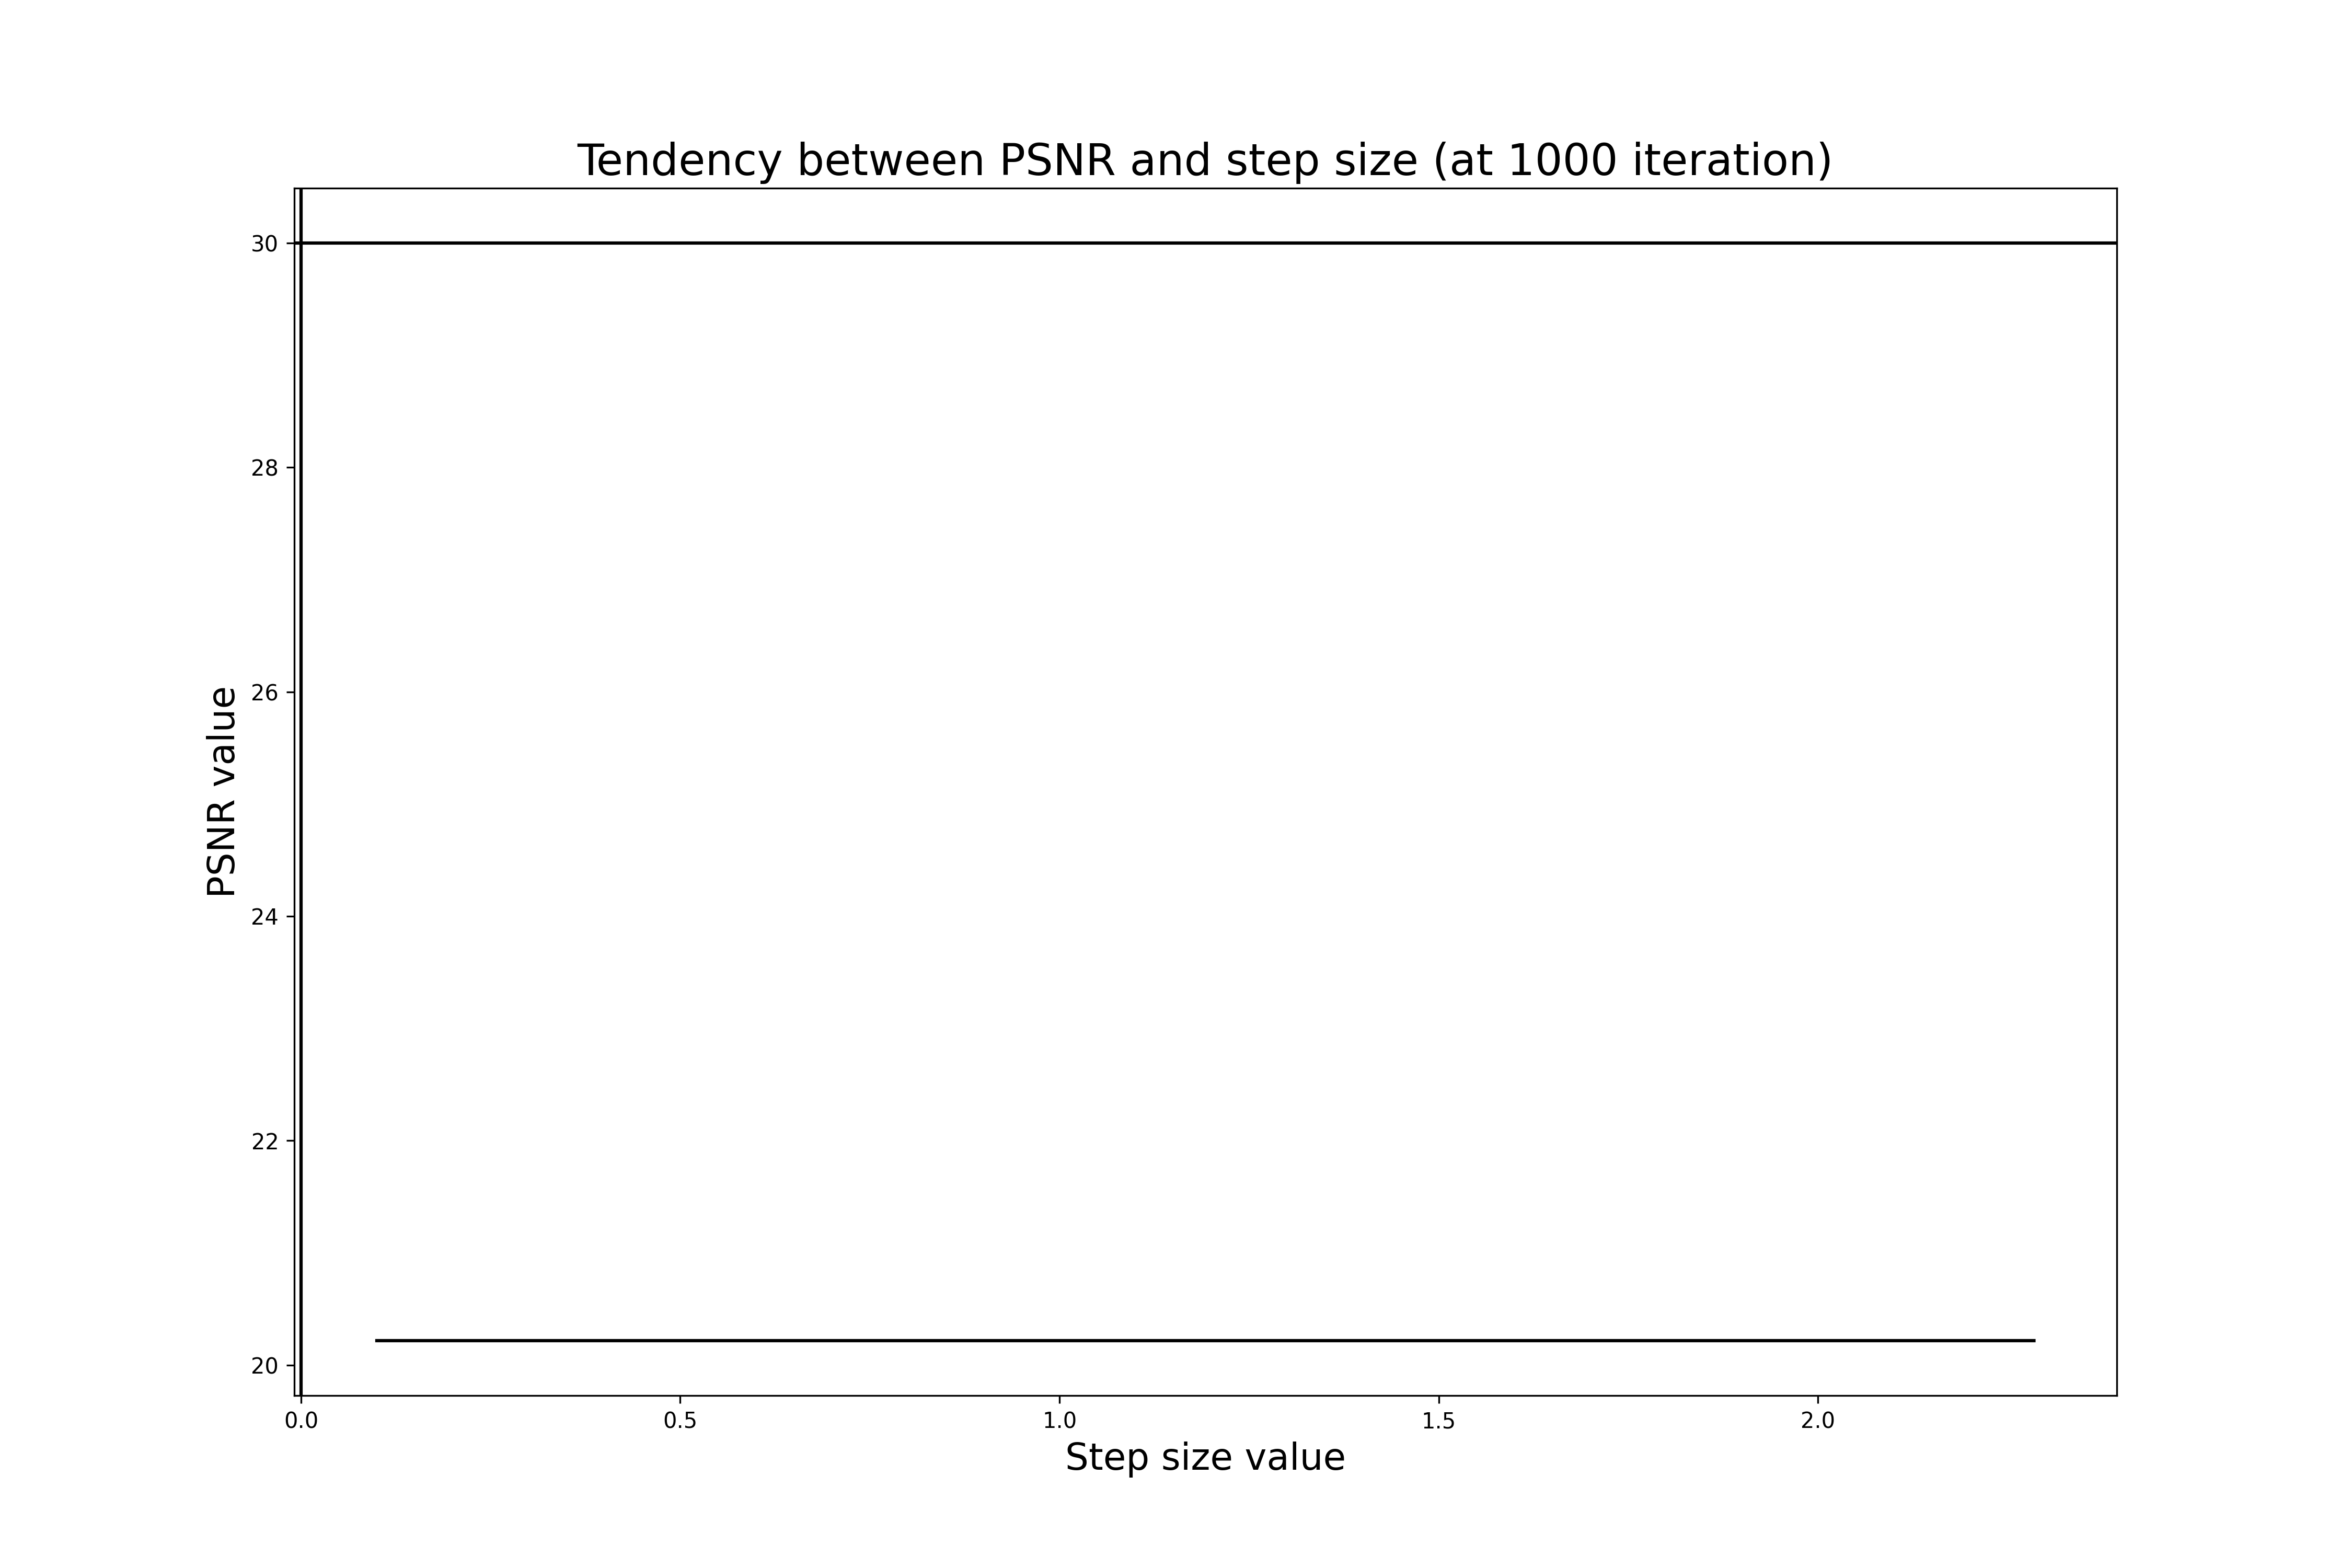 Tendency between PSNR and step size (at 1000 iteration)
30
28
26
24
22
20
PSNR value
0.0 0.5 1.0 1.5 2.0
Step size value